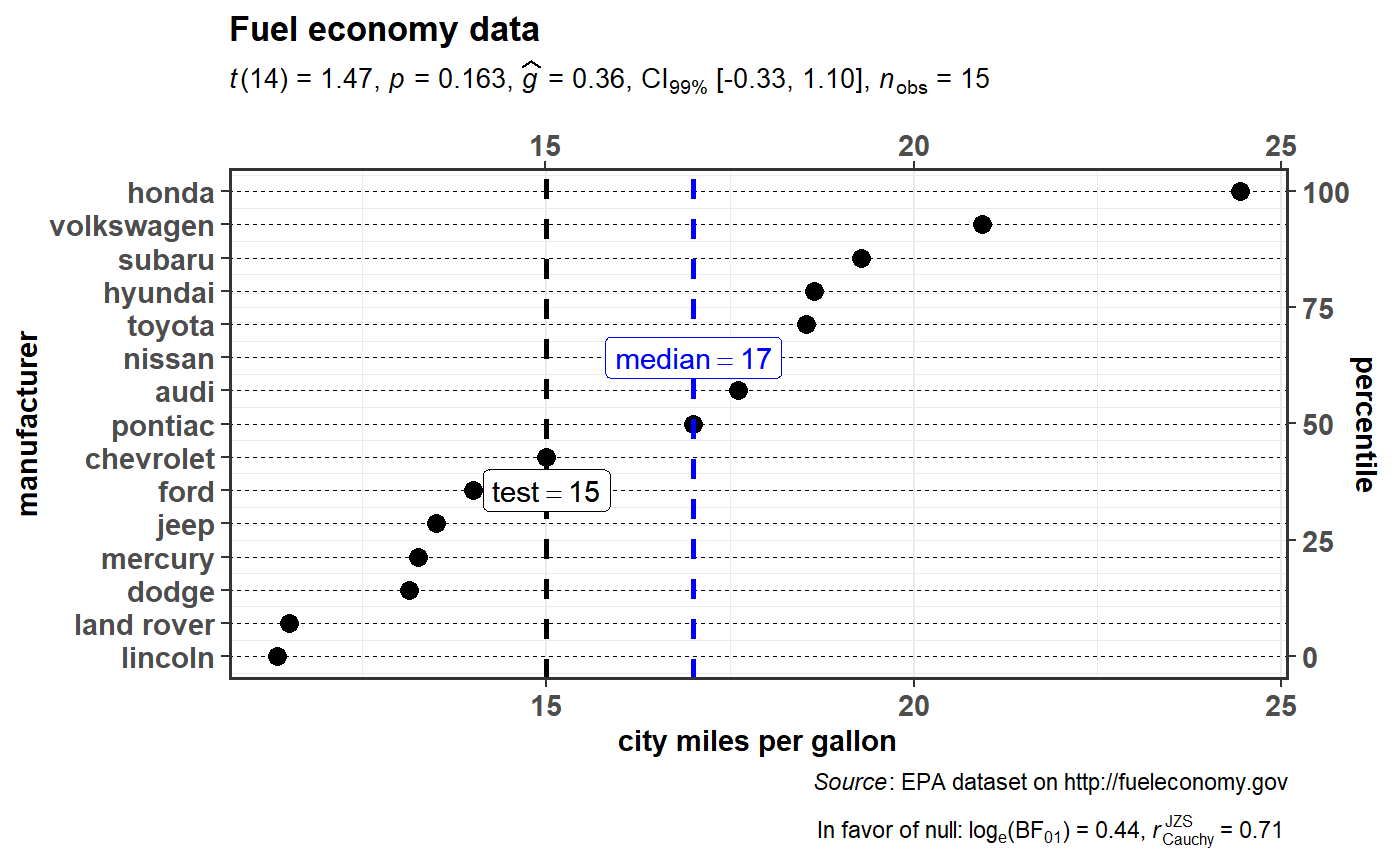 Fuel economy data
t(14) = 1.47, p = 0.163, ĝ = 0.36, CI99% [-0.33, 1.10], nobs = 15
15 20 25
honda 100
volkswagen
subaru
hyundai
75
toyota
nissan median = 17
audi
pontiac 50
chevrolet
ford test = 15
jeep
25
mercury
dodge
land rover
lincoln 0
manufacturer
percentile
15 20 25
city miles per gallon
Source: EPA dataset on http://fueleconomy.gov
In favor of null: loge(BF01) = 0.44, r JZS Cauchy = 0.71